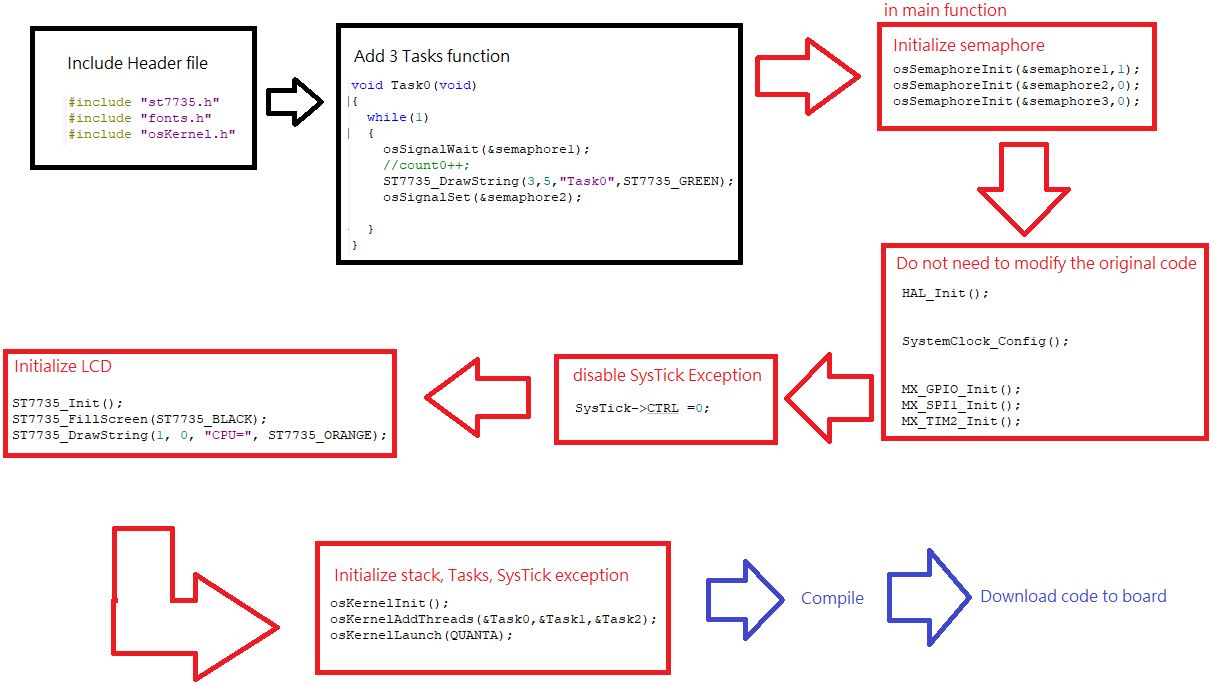 Include Header file
#include "st7735.h"
#include "fonts.h"
#include "osKernel.h"
Add 3 Tasks function
void Task0(void)
{
while(1)
{
osSignalWait(&semaphore1);
//count0++;
ST7735_DrawString(3,5,"Task0",ST7735_GREEN);
osSignalSet(&semaphore2);
}
}
in main function
Initialize semaphore
osSemaphoreInit(&semaphore1,1);
osSemaphoreInit(&semaphore2,0);
osSemaphoreInit(&semaphore3,0);
Do not need to modify the original code
HAL_Init();
SystemClock_Config();
MX_GPIO_Init();
MX_SPI1_Init();
MX_TIM2_Init();
disable SysTick Exception
SysTick->CTRL =0;
Initialize LCD
ST7735_Init();
ST7735_FillScreen(ST7735_BLACK);
ST7735_DrawString(1, 0, "CPU=", ST7735_ORANGE);
Initialize stack, Tasks, SysTick exception
osKernelInit();
osKernelAddThreads(&Task0,&Task1,&Task2);
osKernelLaunch(QUANTA);
Compile
Download code to board